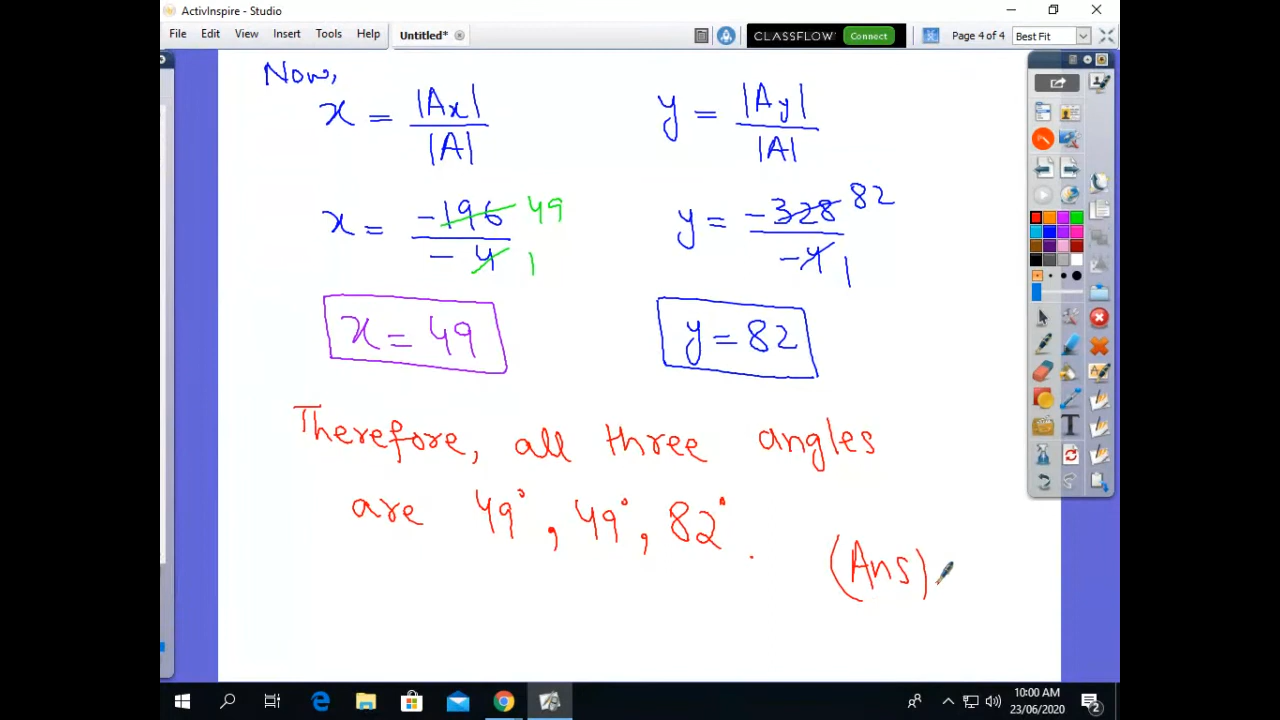 ActivInspire - Studio
File Edit View Insert Tools Help Untitled* CLASSFLOW Connect Page 4 of 4 Best Fit
Now,
x = |Ax| / |A| y = |Ay| / |A|
x = -196 49 / -4 1 y = -328 82 / -4 1
x = 49 y = 82
Therefore, all three angles
are 49°, 49°, 82°.
(Ans)
10:00 AM
23/06/2020 2